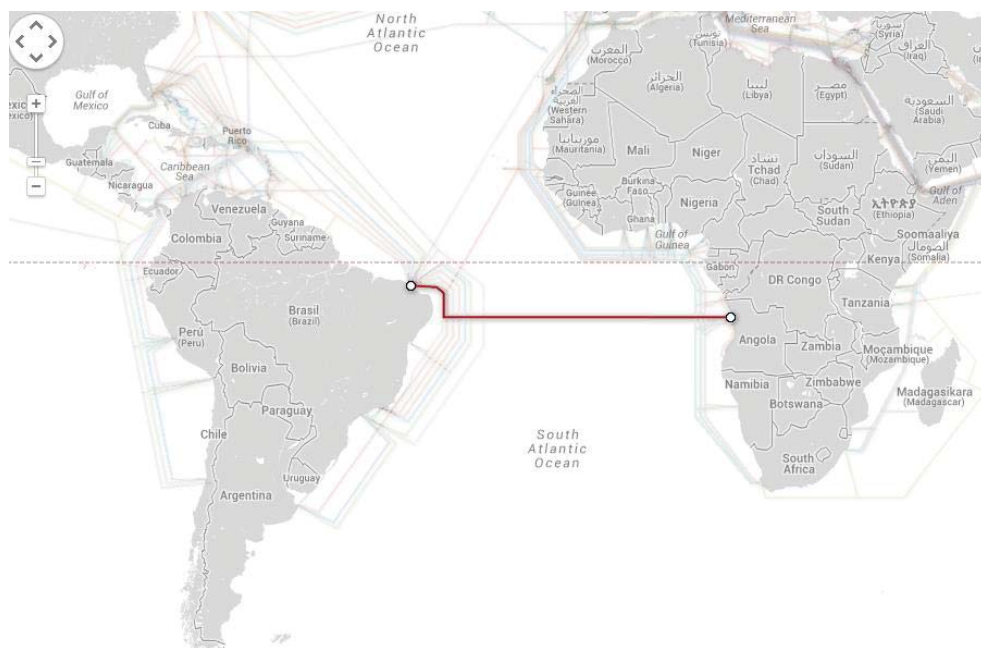 North
Atlantic
Ocean
Mediterranean
Sea
Gulf of
Mexico
Cuba
Puerto
Rico
Guatemala
Caribbean
Sea
Nicaragua
Venezuela
Guyana
Suriname
Colombia
Ecuador
Perú
(Peru)
Brasil
(Brazil)
Bolivia
Paraguay
Chile
Uruguay
Argentina
South
Atlantic
Ocean
المغرب
(Morocco)
تونس
(Tunisia)
الجزائر
(Algeria)
ليبيا
(Libya)
مصر
(Egypt)
سوريا
(Syria)
العراق
(Iraq)
السعودية
(Saudi
Arabia)
الصحراء
الغربية
(Western
Sahara)
موريتانيا
(Mauritania)
Mali
Niger
تشاد
Tchad
(Chad)
السودان
(Sudan)
اليمن
(Yemen)
Gulf of
Aden
Guinée
(Guinea)
Burkina
Faso
Ghana
Nigeria
Gulf of
Guinea
South
Sudan
ኢትዮጵያ
(Ethiopia)
Soomaaliya
الصومال
(Somalia)
Gabon
DR Congo
Kenya
Tanzania
Angola
Zambia
Moçambique
(Mozambique)
Namibia
Zimbabwe
Botswana
Madagasikara
(Madagascar)
South
Africa